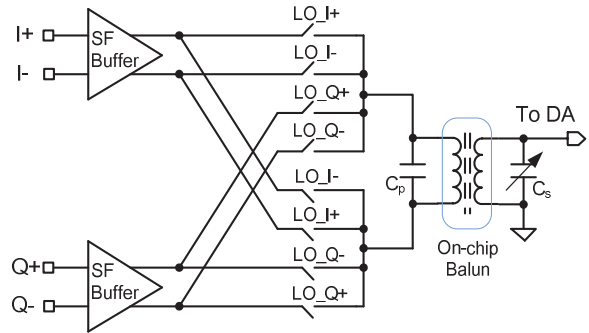 I+
SF
Buffer
I-
LO_I+
LO_I-
LO_Q+
LO_Q-
LO_I-
LO_I+
LO_Q-
LO_Q+
Q+
SF
Buffer
Q-
Cp
On-chip
Balun
To DA
Cs